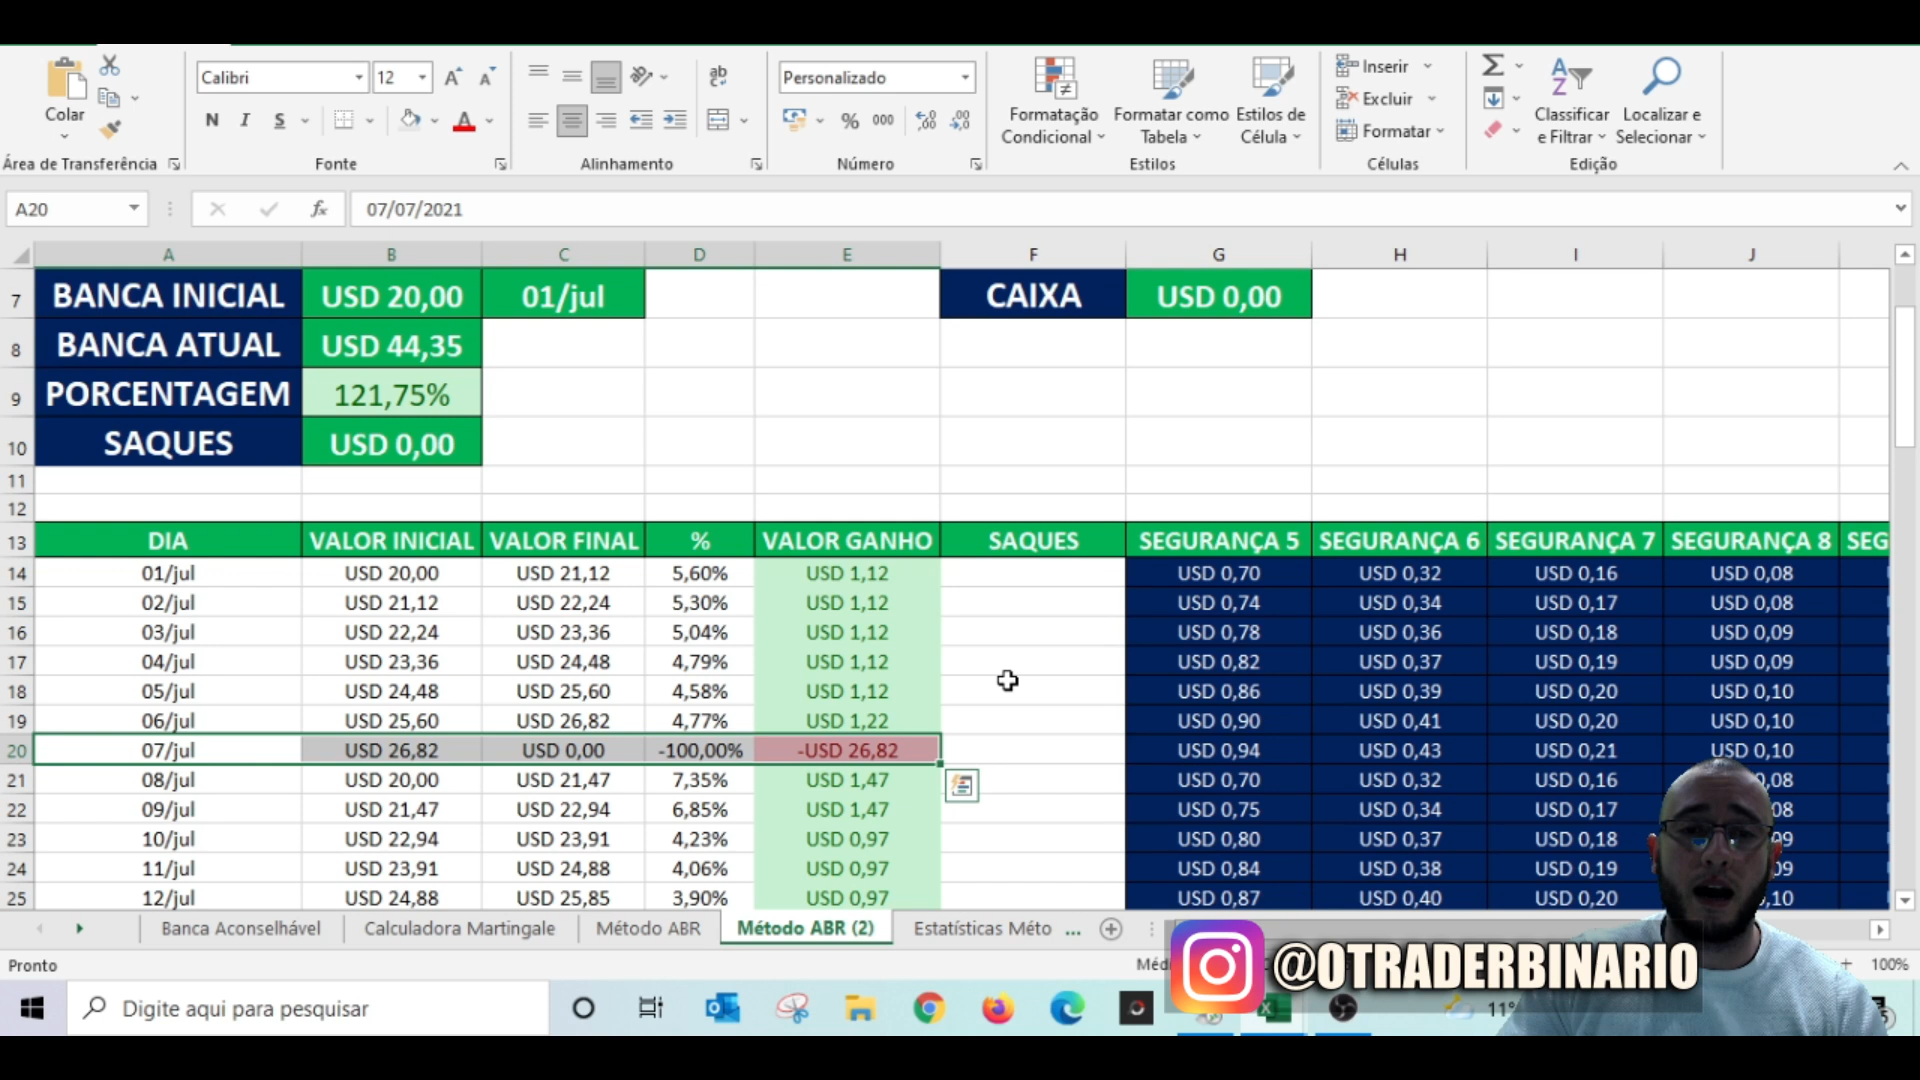 Colar
Calibri
12
ab
Personalizado
Formatação Condicional
Formatar como Tabela
Estilos de Célula
Inserir
Excluir
Formatar
Classificar e Filtrar
Localizar e Selecionar
N I S
A
% 000
Área de Transferência
Fonte
Alinhamento
Número
Estilos
Células
Edição
A20
fx
07/07/2021
A B C D E F G H I J
7 BANCA INICIAL USD 20,00 01/jul CAIXA USD 0,00
8 BANCA ATUAL USD 44,35
9 PORCENTAGEM 121,75%
10 SAQUES USD 0,00
11
12
13 DIA VALOR INICIAL VALOR FINAL % VALOR GANHO SAQUES SEGURANÇA 5 SEGURANÇA 6 SEGURANÇA 7 SEGURANÇA 8 SEG
14 01/jul USD 20,00 USD 21,12 5,60% USD 1,12 USD 0,70 USD 0,32 USD 0,16 USD 0,08
15 02/jul USD 21,12 USD 22,24 5,30% USD 1,12 USD 0,74 USD 0,34 USD 0,17 USD 0,08
16 03/jul USD 22,24 USD 23,36 5,04% USD 1,12 USD 0,78 USD 0,36 USD 0,18 USD 0,09
17 04/jul USD 23,36 USD 24,48 4,79% USD 1,12 USD 0,82 USD 0,37 USD 0,19 USD 0,09
18 05/jul USD 24,48 USD 25,60 4,58% USD 1,12 USD 0,86 USD 0,39 USD 0,20 USD 0,10
19 06/jul USD 25,60 USD 26,82 4,77% USD 1,22 USD 0,90 USD 0,41 USD 0,20 USD 0,10
20 07/jul USD 26,82 USD 0,00 -100,00% -USD 26,82 USD 0,94 USD 0,43 USD 0,21 USD 0,10
21 08/jul USD 20,00 USD 21,47 7,35% USD 1,47 USD 0,70 USD 0,32 USD 0,16 0,08
22 09/jul USD 21,47 USD 22,94 6,85% USD 1,47 USD 0,75 USD 0,34 USD 0,17 08
23 10/jul USD 22,94 USD 23,91 4,23% USD 0,97 USD 0,80 USD 0,37 USD 0,18 09
24 11/jul USD 23,91 USD 24,88 4,06% USD 0,97 USD 0,84 USD 0,38 USD 0,19 09
25 12/jul USD 24,88 USD 25,85 3,90% USD 0,97 USD 0,87 USD 0,40 USD 0,20 ,10
Banca Aconselhável Calculadora Martingale Método ABR Método ABR (2) Estatísticas Méto ...
Pronto
Médi
100%
@OTRADERBINARIO
Digite aqui para pesquisar
11°